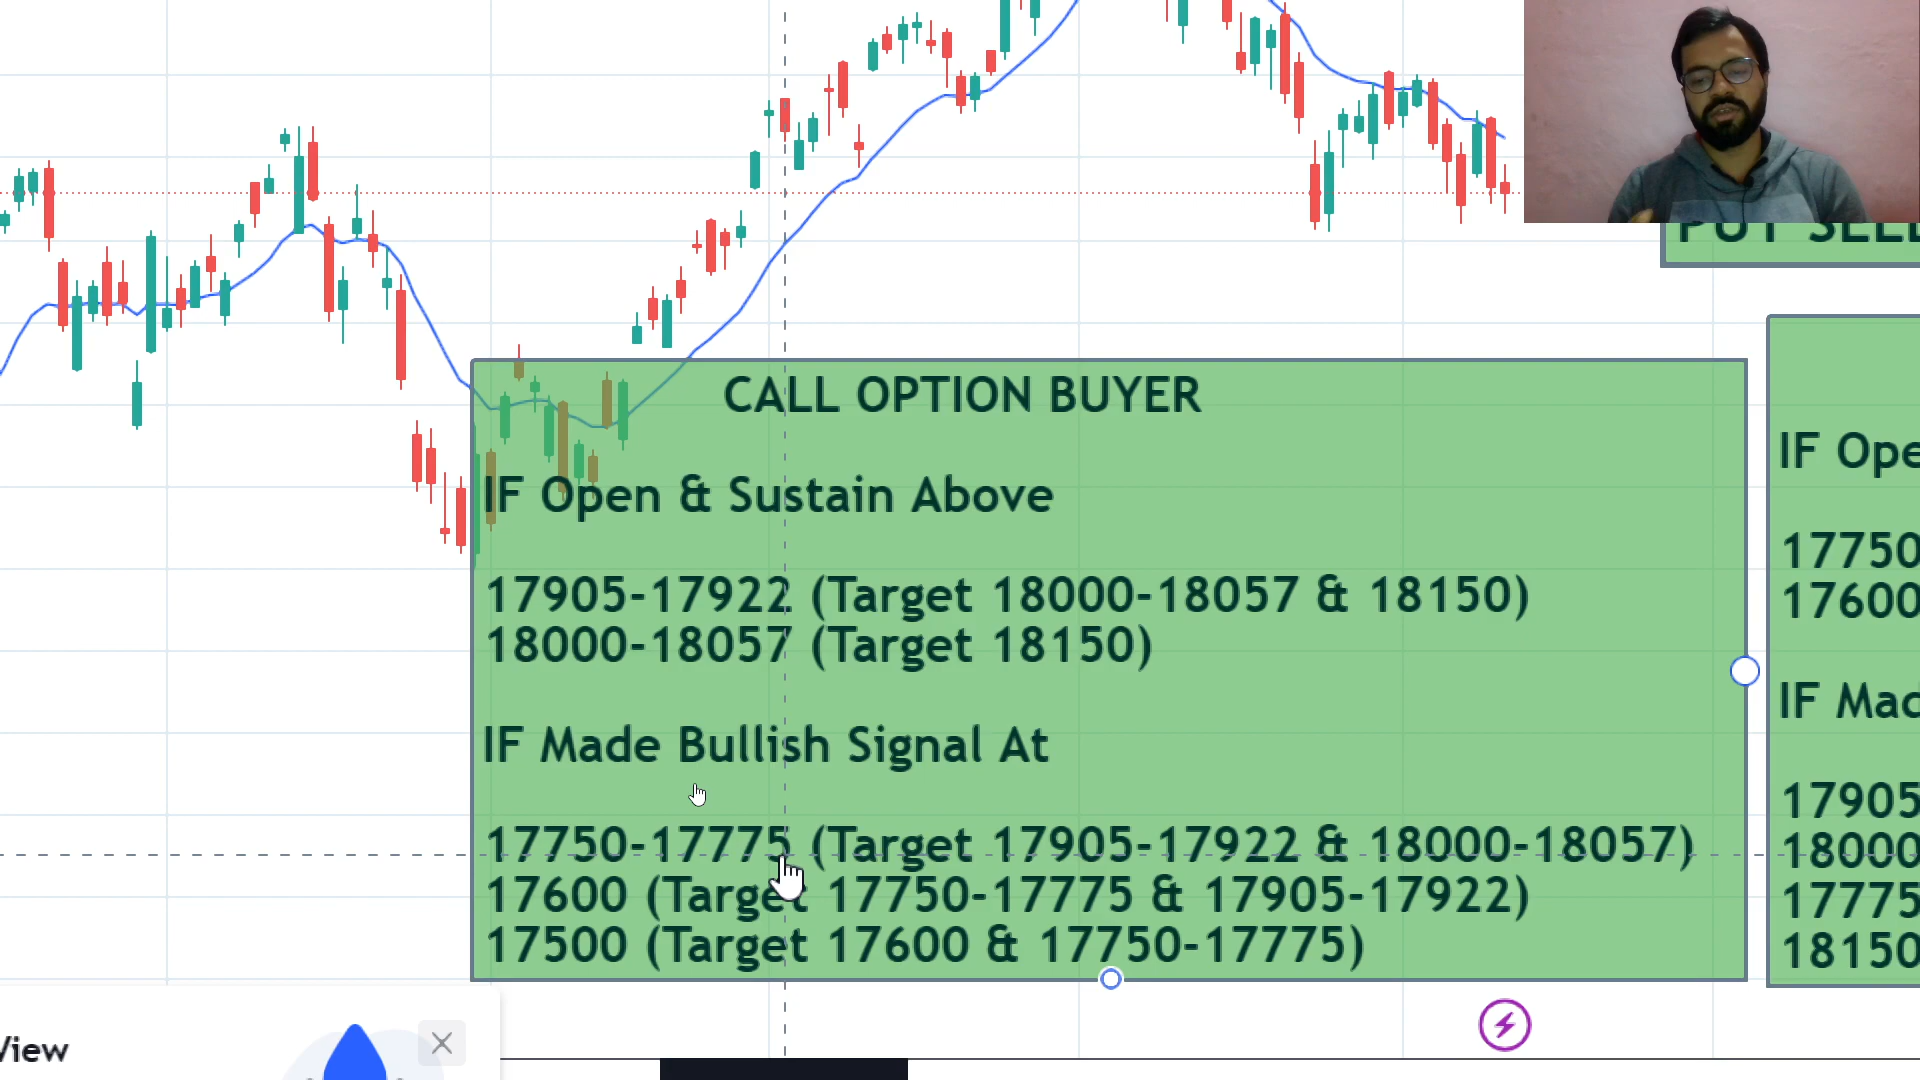 PUT SELL
CALL OPTION BUYER
IF Open & Sustain Above
17905-17922 (Target 18000-18057 & 18150)
18000-18057 (Target 18150)
IF Made Bullish Signal At
17750-17775 (Target 17905-17922 & 18000-18057)
17600 (Target 17750-17775 & 17905-17922)
17500 (Target 17600 & 17750-17775)
IF Ope
17750
17600
IF Mad
17905
18000
17775
18150
View